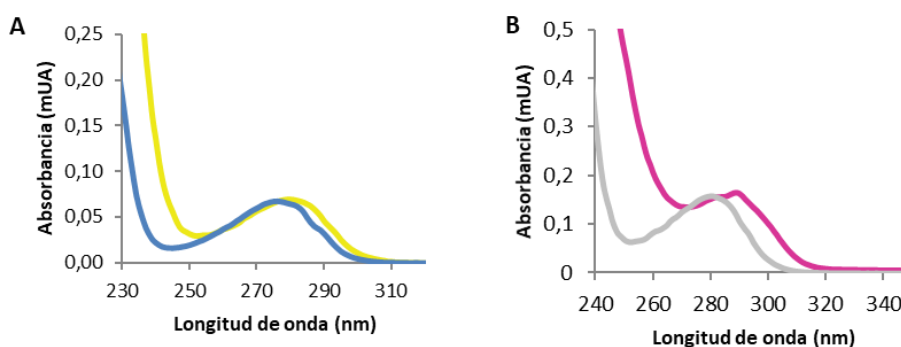 A
0,25
0,20
0,15
0,10
0,05
0,00
Absorbancia (mUA)
230 250 270 290 310
Longitud de onda (nm)
B
0,5
0,4
0,3
0,2
0,1
0
Absorbancia (mUA)
240 260 280 300 320 340
Longitud de onda (nm)